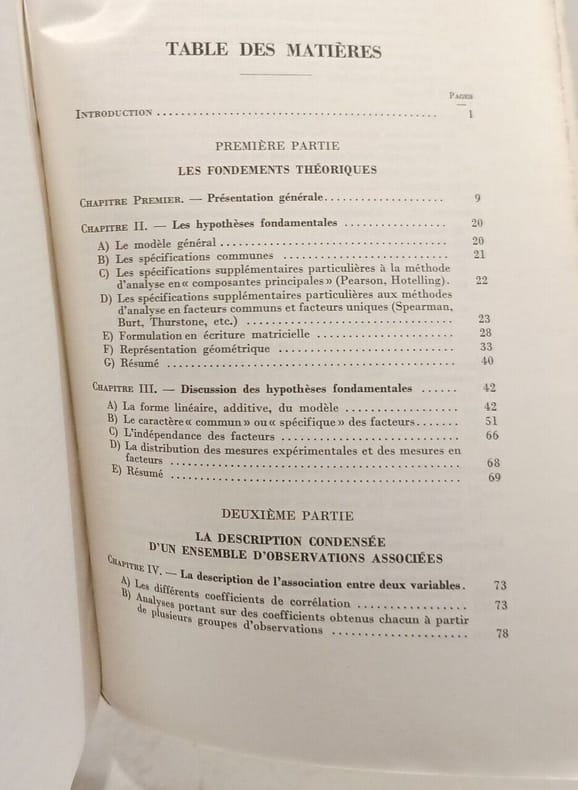 TABLE DES MATIÈRES
PAGES
INTRODUCTION ........................................ 1
PREMIÈRE PARTIE
LES FONDEMENTS THÉORIQUES
CHAPITRE PREMIER. — Présentation générale.................... 9
CHAPITRE II. — Les hypothèses fondamentales ................. 20
A) Le modèle général ...................................... 20
B) Les spécifications communes ............................ 21
C) Les spécifications supplémentaires particulières à la méthode
d'analyse en « composantes principales » (Pearson, Hotelling). 22
D) Les spécifications supplémentaires particulières aux méthodes
d'analyse en facteurs communs et facteurs uniques (Spearman,
Burt, Thurstone, etc.) ................................. 23
E) Formulation en écriture matricielle .................... 28
F) Représentation géométrique ............................. 33
G) Résumé ................................................. 40
CHAPITRE III. — Discussion des hypothèses fondamentales ...... 42
A) La forme linéaire, additive, du modèle ................. 42
B) Le caractère « commun » ou « spécifique » des facteurs....... 51
C) L'indépendance des facteurs ............................ 66
D) La distribution des mesures expérimentales et des mesures en
facteurs ............................................... 68
E) Résumé ................................................. 69
DEUXIÈME PARTIE
LA DESCRIPTION CONDENSÉE
D'UN ENSEMBLE D'OBSERVATIONS ASSOCIÉES
CHAPITRE IV. — La description de l'association entre deux variables. 73
A) Les différents coefficients de corrélation ................. 73
B) Analyses portant sur des coefficients obtenus chacun à partir
de plusieurs groupes d'observations ..................... 78